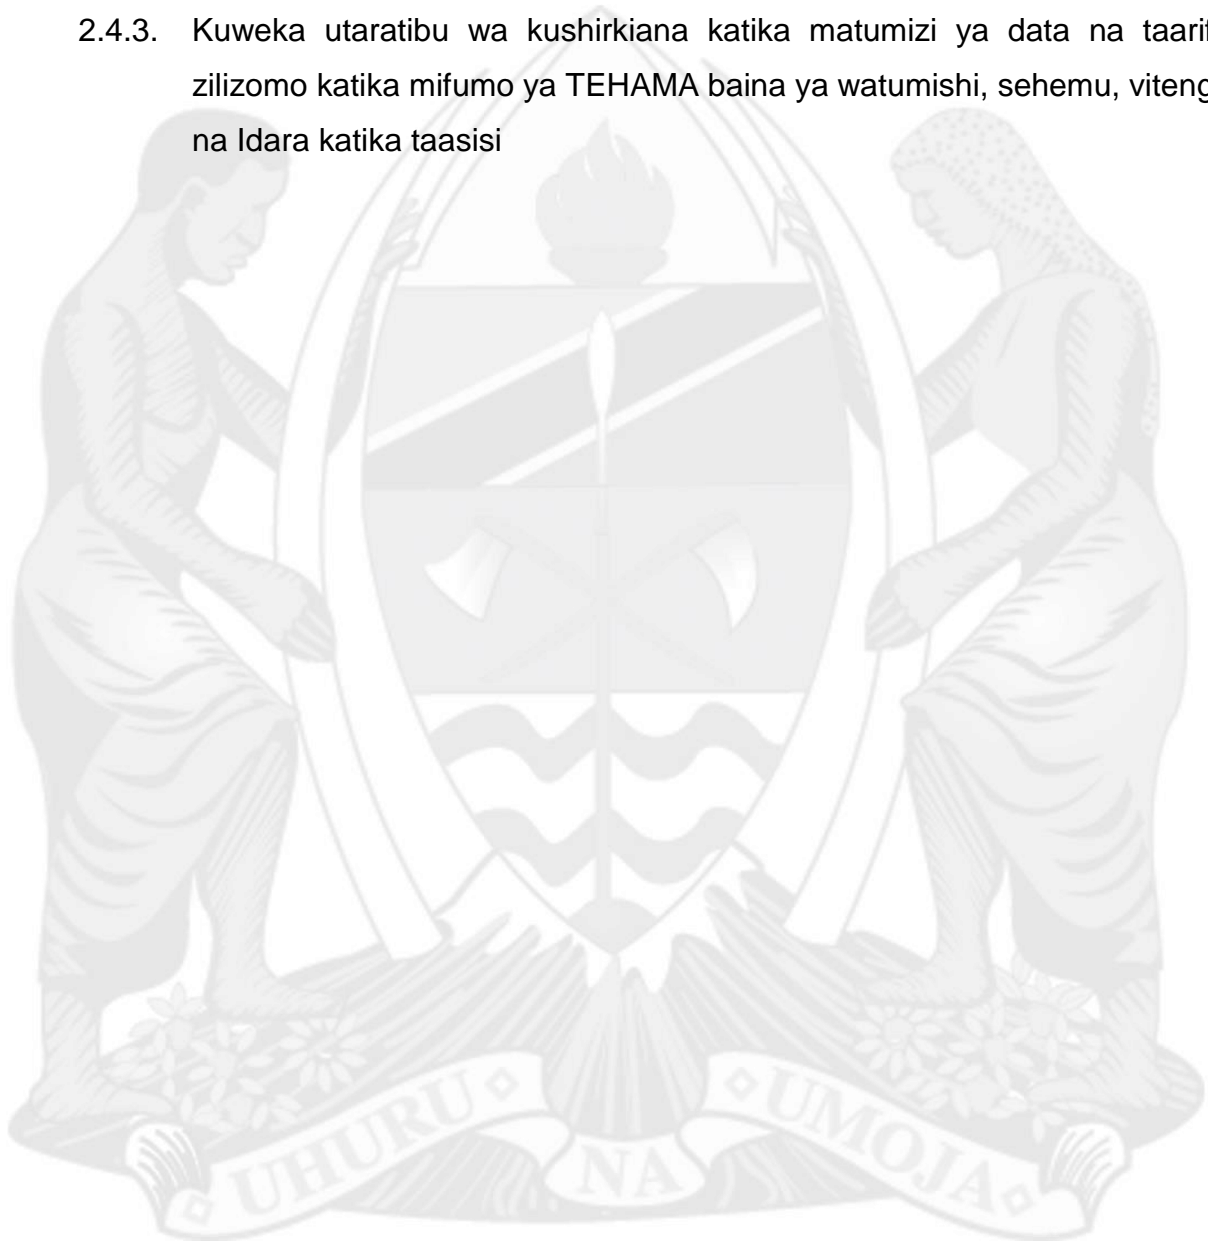 2.4.3. Kuweka utaratibu wa kushirkiana katika matumizi ya data na taarif
zilizomo katika mifumo ya TEHAMA baina ya watumishi, sehemu, viteng
na Idara katika taasisi
UHURU NA UMOJA